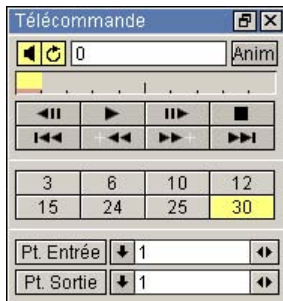 Télécommande
0 Anim
3 6 10 12
15 24 25 30
Pt. Entrée 1
Pt. Sortie 1